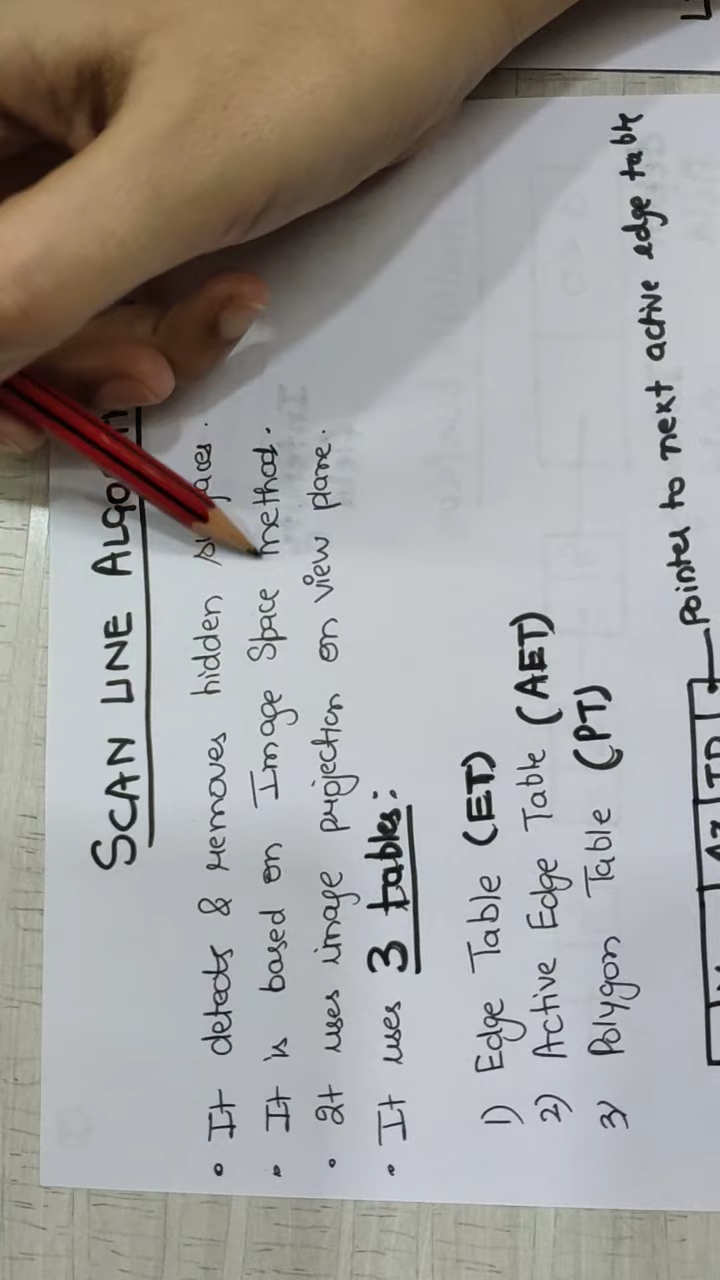 SCAN LINE ALGO
• It detects & removes hidden
• It is based on Image Space method.
• It uses image projection on view plane.
• It uses 3 tables:
1) Edge Table (ET)
2) Active Edge Table (AET)
3) Polygon Table (PT)
Pointer to next active edge table